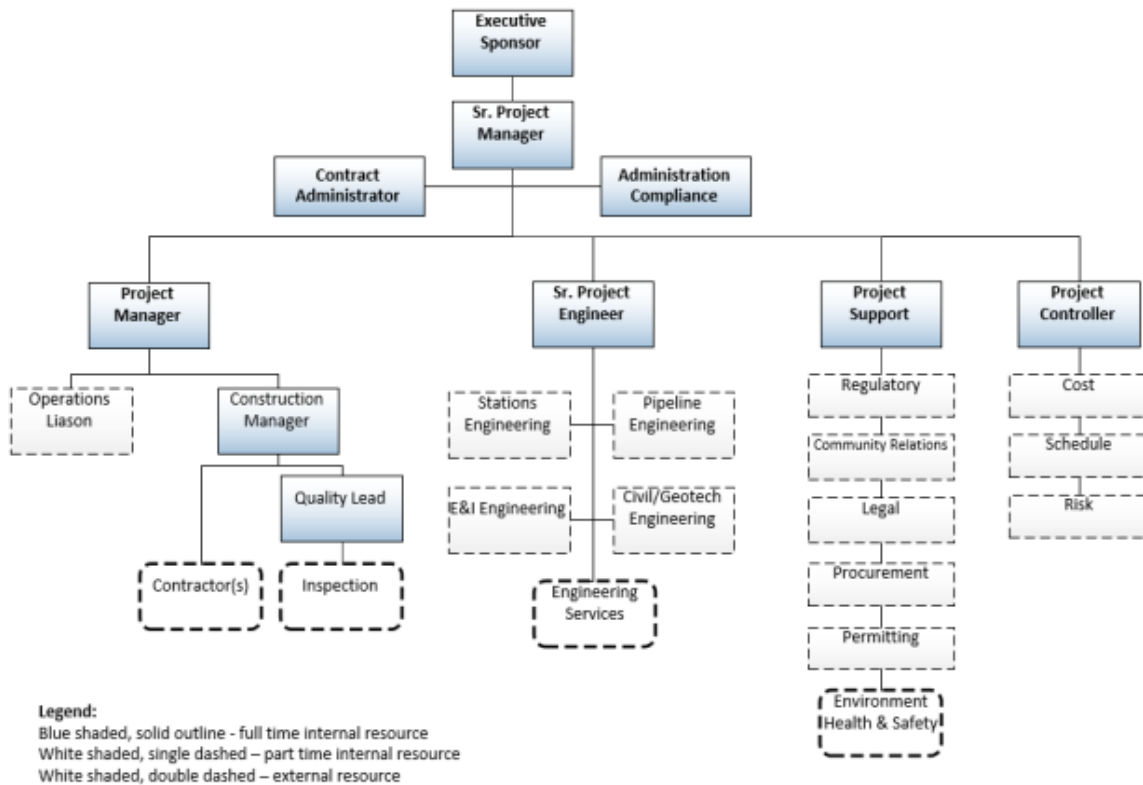 Executive
Sponsor
Sr. Project
Manager
Contract
Administrator
Administration
Compliance
Project
Manager
Sr. Project
Engineer
Project
Support
Project
Controller
Operations
Liason
Construction
Manager
Quality Lead
Contractor(s)
Inspection
Stations
Engineering
Pipeline
Engineering
E&I Engineering
Civil/Geotech
Engineering
Engineering
Services
Regulatory
Community Relations
Legal
Procurement
Permitting
Environment
Health & Safety
Cost
Schedule
Risk
Legend:
Blue shaded, solid outline - full time internal resource
White shaded, single dashed – part time internal resource
White shaded, double dashed – external resource